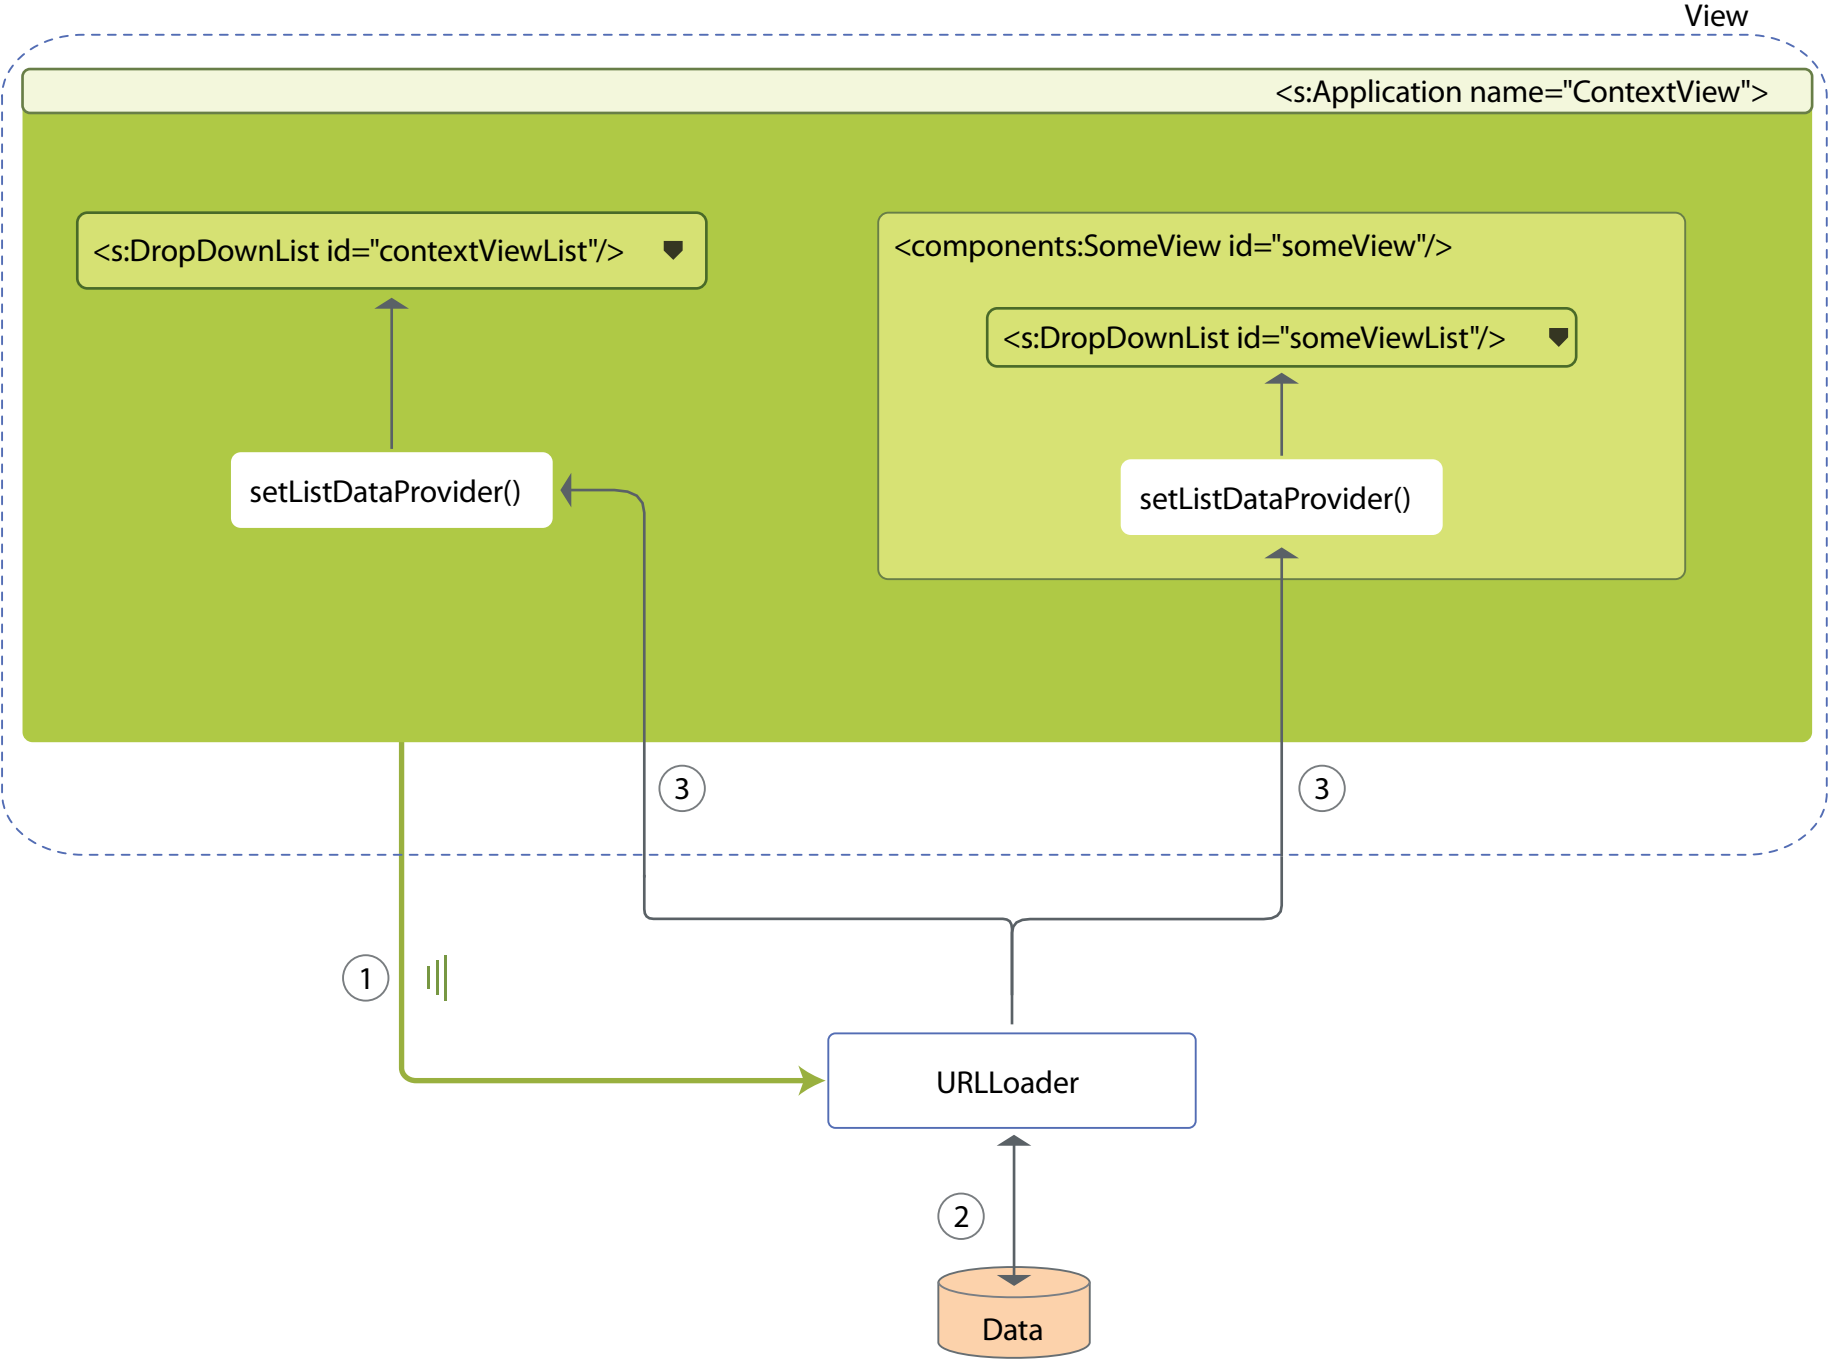 View
<s:Application name="ContextView">
<s:DropDownList id="contextViewList"/>
<components:SomeView id="someView"/>
<s:DropDownList id="someViewList"/>
setListDataProvider()
setListDataProvider()
3
3
1
URLLoader
2
Data